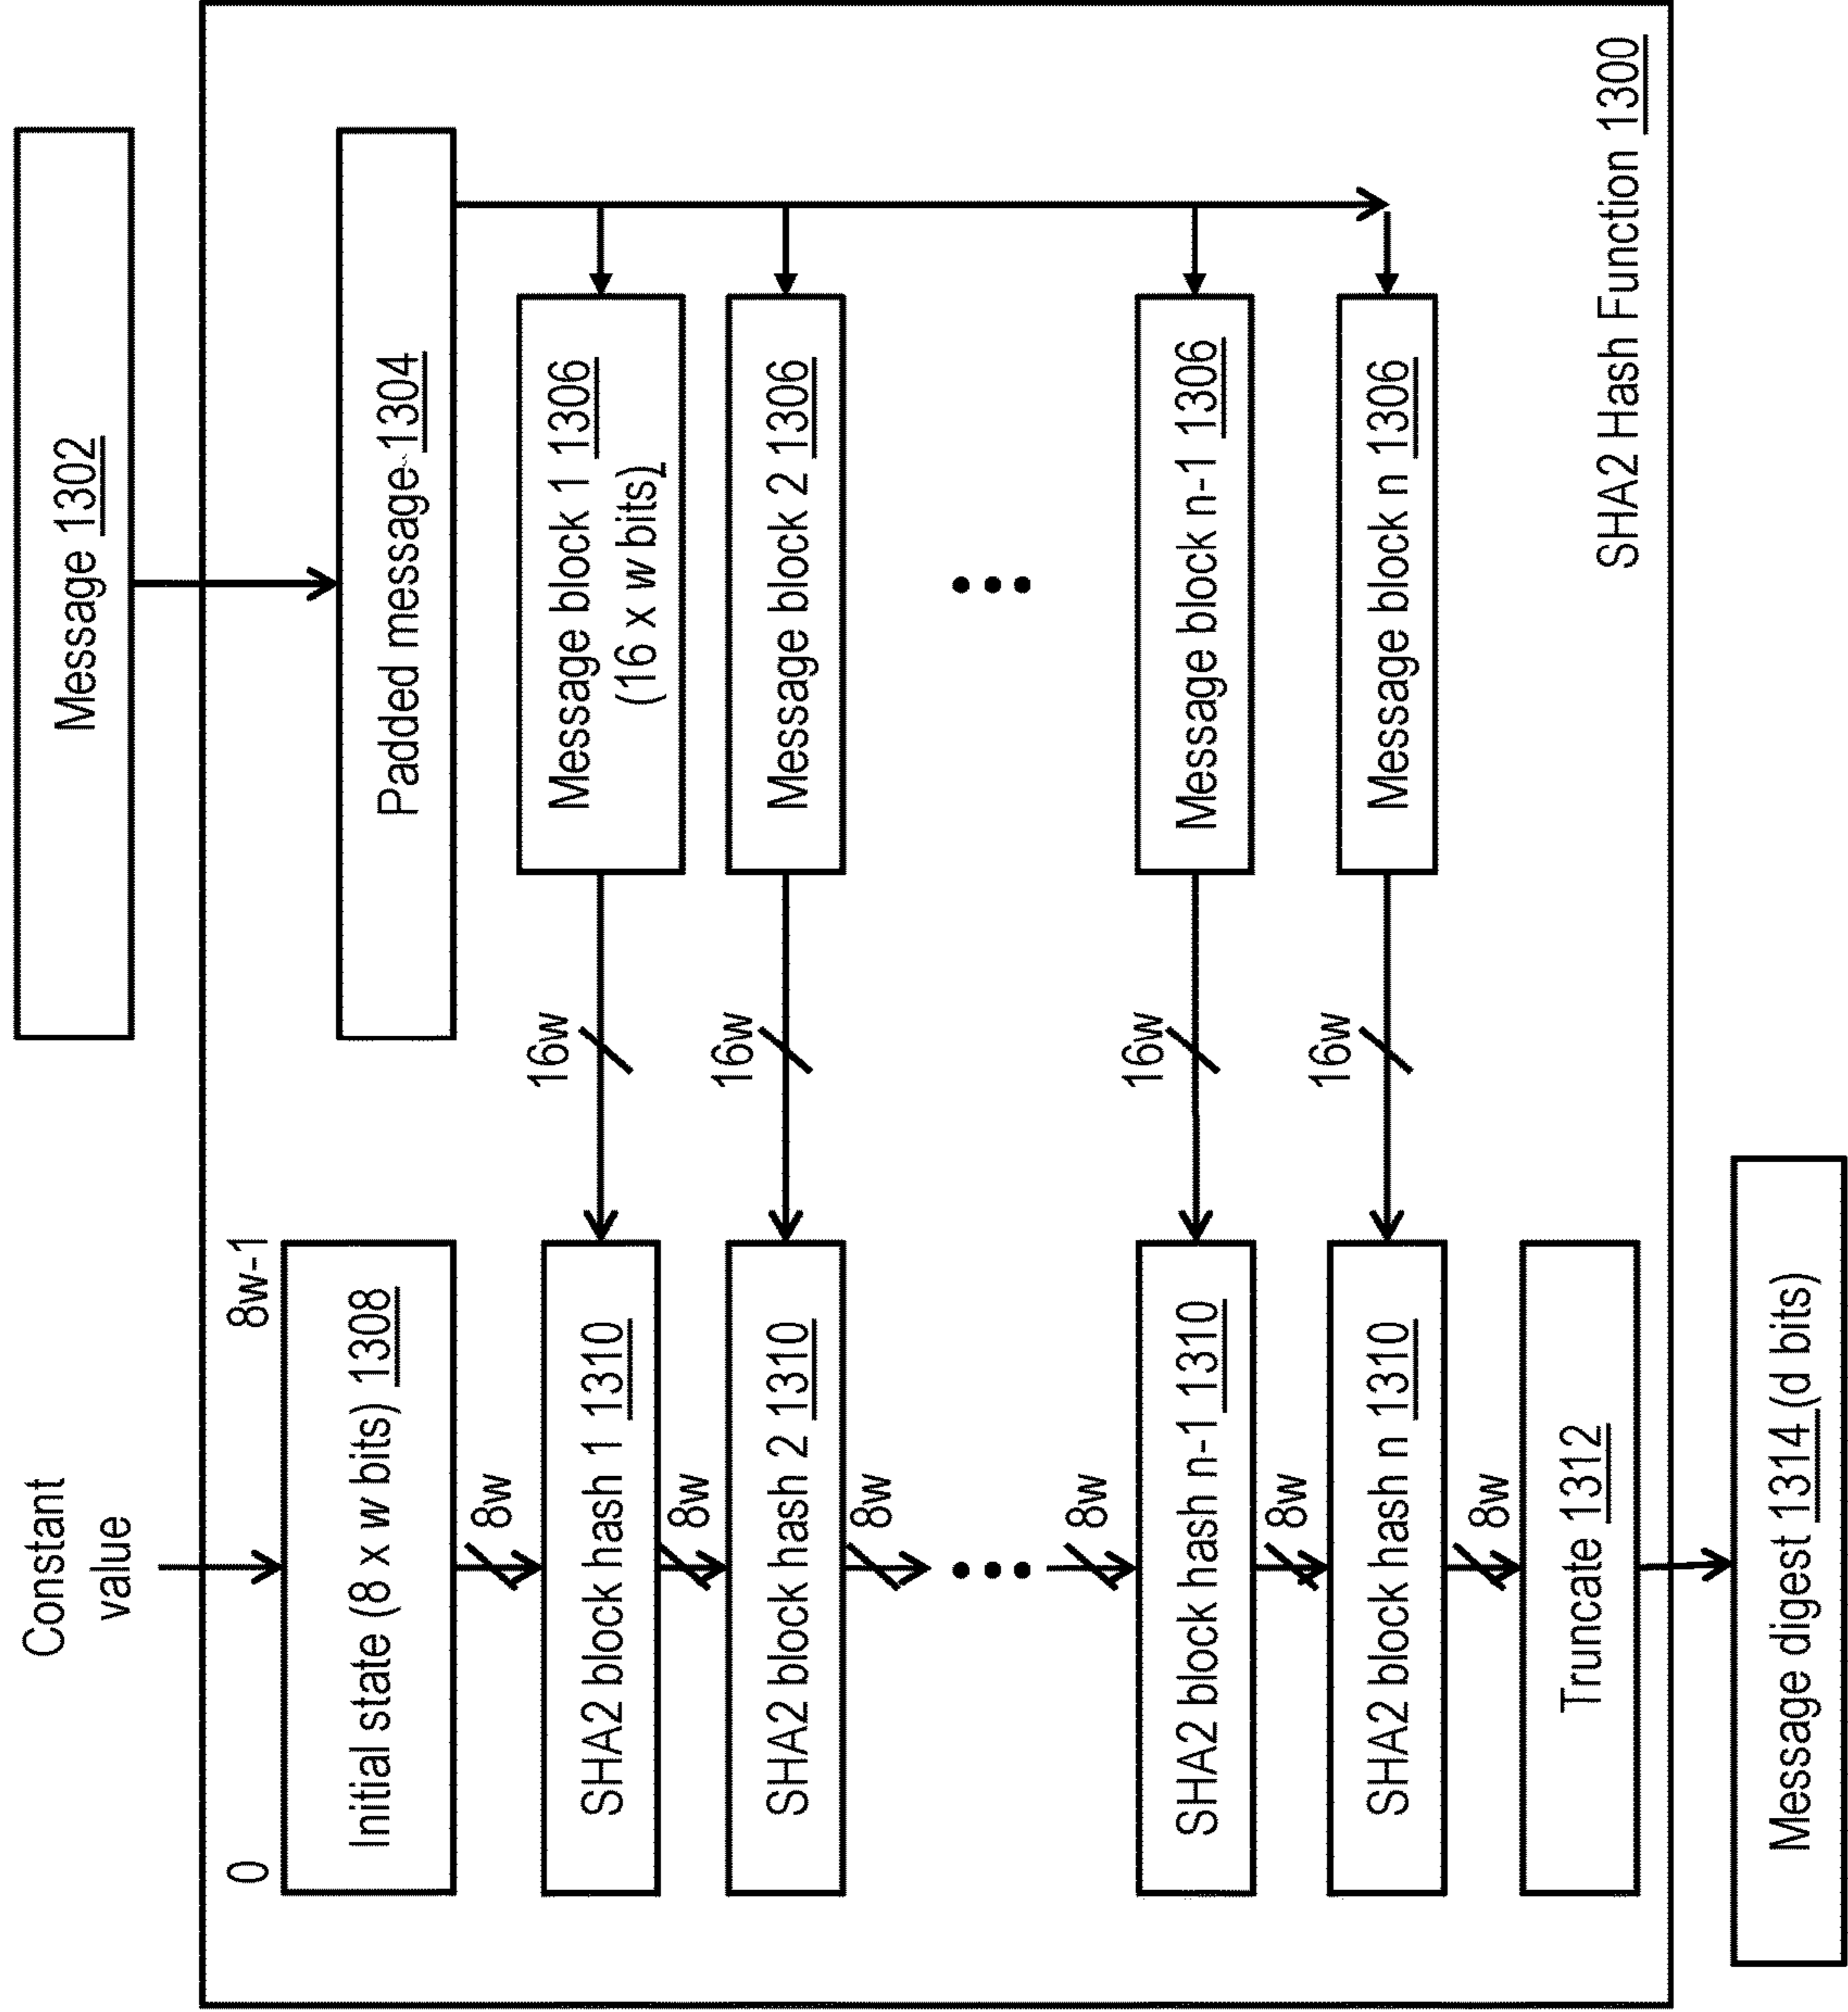 Constant
value
Message 1302
0
8w-1
Initial state (8 x w bits) 1308
Padded message 1304
8w
16w
SHA2 block hash 1 1310
Message block 1 1306
(16 x w bits)
8w
16w
SHA2 block hash 2 1310
Message block 2 1306
8w
•••
•••
8w
16w
SHA2 block hash n-1 1310
Message block n-1 1306
8w
16w
SHA2 block hash n 1310
Message block n 1306
8w
Truncate 1312
SHA2 Hash Function 1300
Message digest 1314 (d bits)